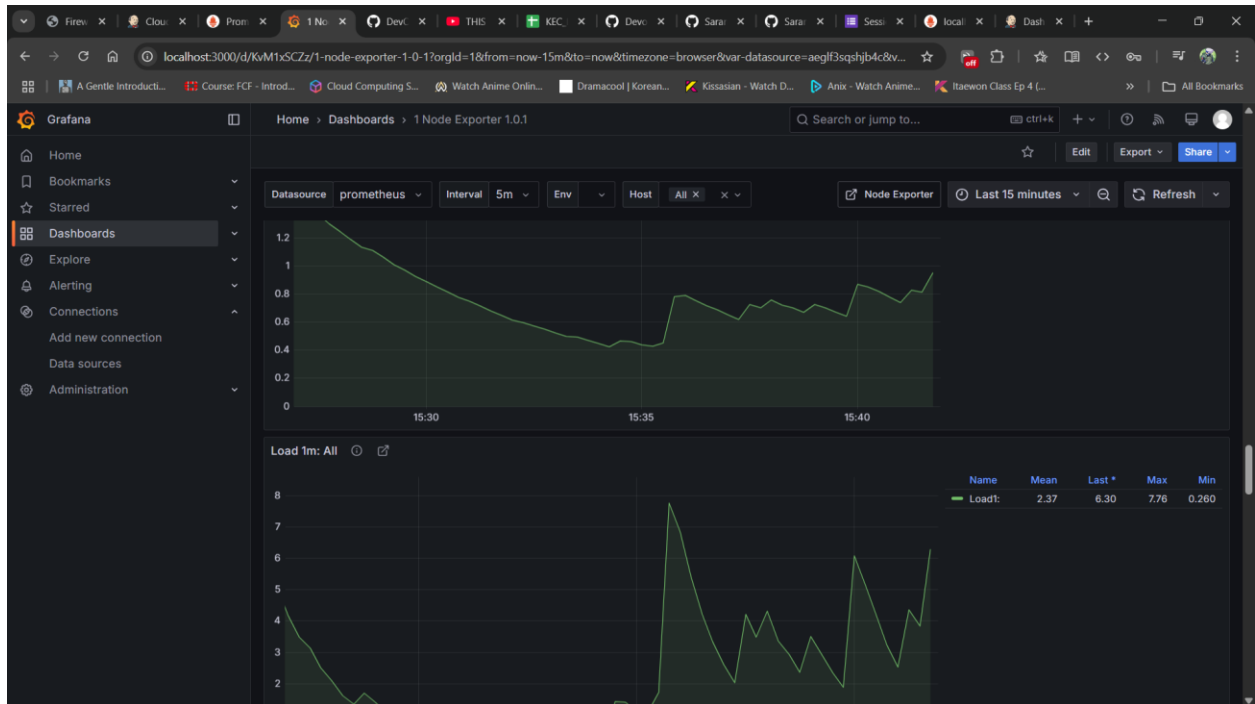 Firew
Clou
Prom
1 No
DevC
THIS
KEC_
Devo
Saral
Saral
Sessi
locall
Dash
localhost:3000/d/KvM1xSCZz/1-node-exporter-1-0-1?orgId=1&from=now-15m&to=now&timezone=browser&var-datasource=aeglf3sqshjb4c&v...
off
A Gentle Introducti...
Course: FCF - Introd...
Cloud Computing S...
Watch Anime Onlin...
Dramacool | Korean...
Kissasian - Watch D...
Anix - Watch Anime...
Itaewon Class Ep 4 (...
All Bookmarks
Grafana
Home › Dashboards › 1 Node Exporter 1.0.1
Search or jump to...
ctrl+k
Home
Bookmarks
Starred
Dashboards
Explore
Alerting
Connections
Add new connection
Data sources
Administration
Edit
Export
Share
Datasource prometheus
Interval 5m
Env
Host All
Node Exporter
Last 15 minutes
Refresh
1.2
1
0.8
0.6
0.4
0.2
0
15:30 15:35 15:40
Load 1m: All
8
7
6
5
4
3
2
Name Mean Last * Max Min
Load1: 2.37 6.30 7.76 0.260